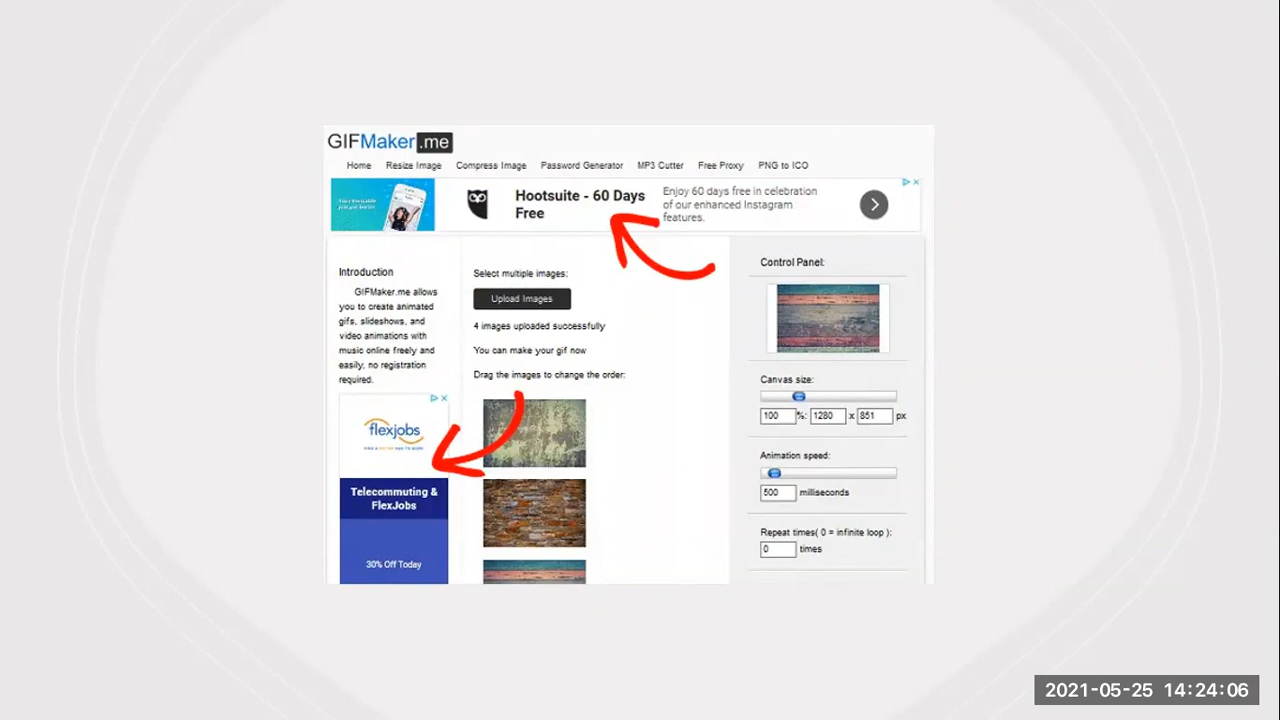 GIFMaker.me
Home Resize Image Compress Image Password Generator MP3 Cutter Free Proxy PNG to ICO
Hootsuite - 60 Days
Free
Enjoy 60 days free in celebration
of our enhanced Instagram
features.
Introduction
GIFMaker.me allows
you to create animated
gifs, slideshows, and
video animations with
music online freely and
easily, no registration
required.
flexjobs
Telecommuting &
FlexJobs
30% Off Today
Select multiple images:
Upload Images
4 images uploaded successfully
You can make your gif now
Drag the images to change the order:
Control Panel:
Canvas size:
100 %: 1280 x 851 px
Animation speed:
500 milliseconds
Repeat times( 0 = infinite loop ):
0 times
2021-05-25 14:24:06